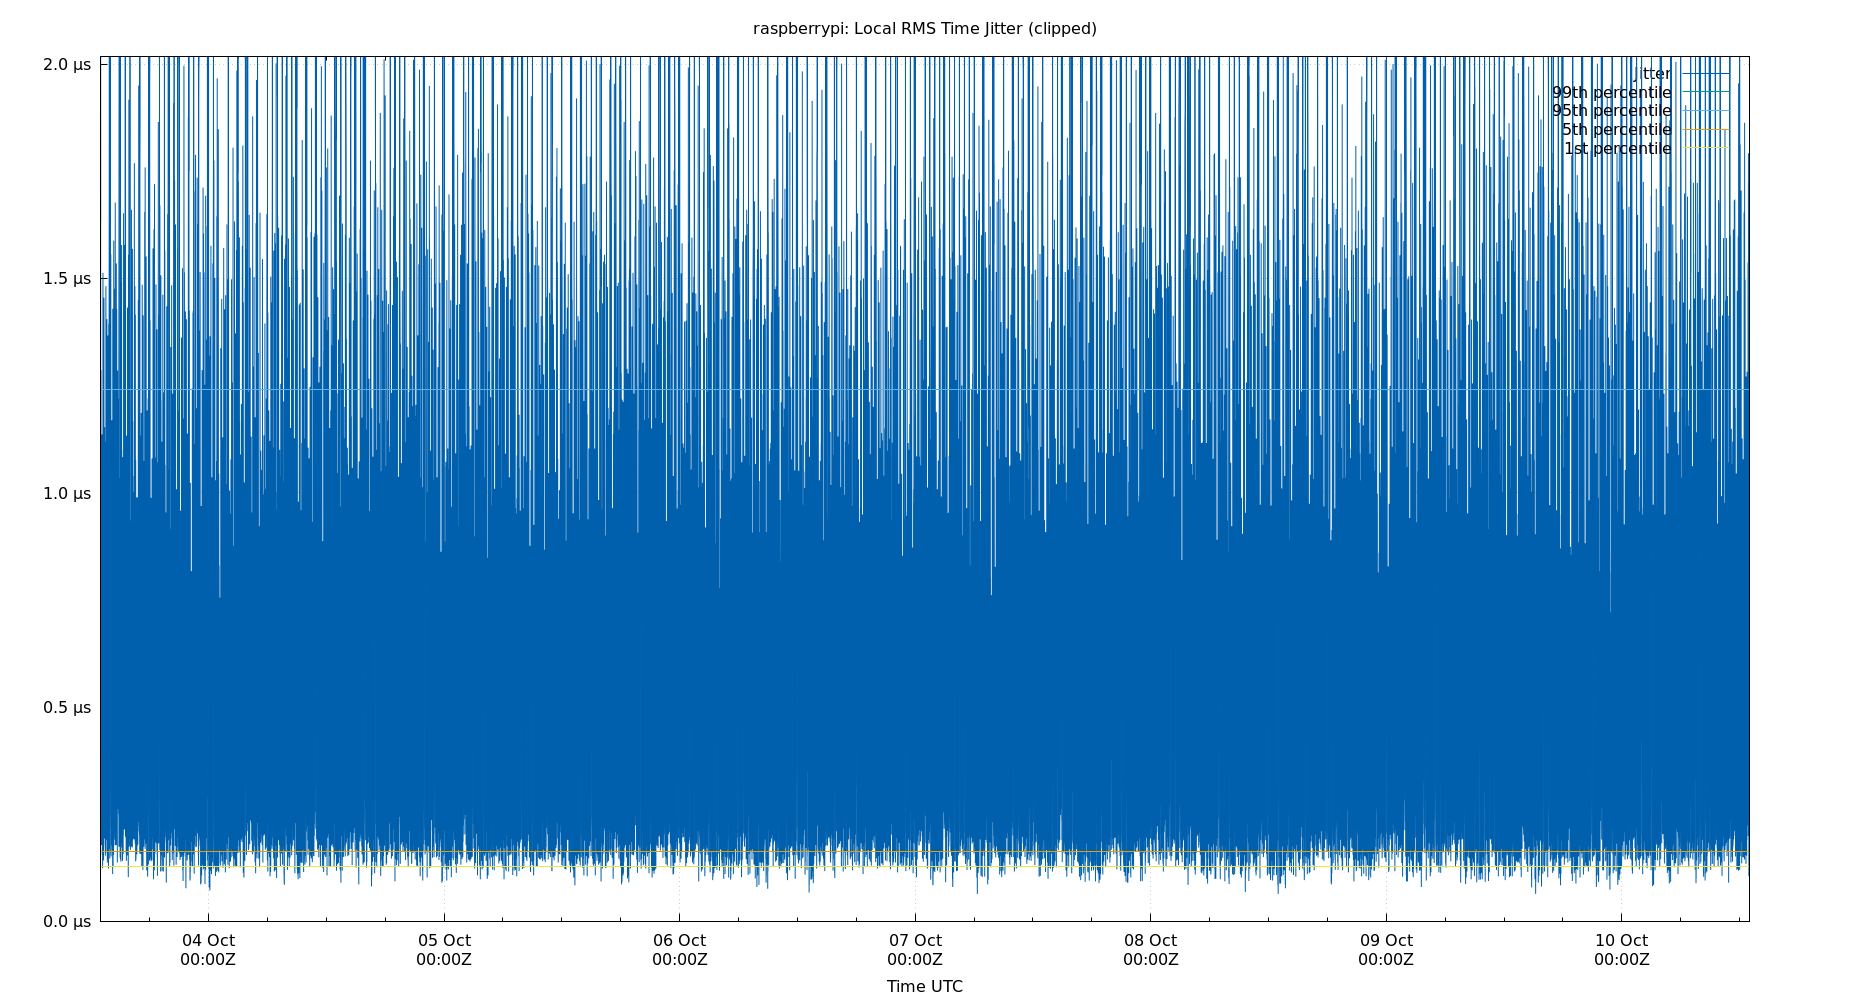 raspberrypi: Local RMS Time Jitter (clipped)
2.0 μs
1.5 μs
1.0 μs
0.5 μs
0.0 μs
jitter
99th percentile
95th percentile
5th percentile
1st percentile
04 Oct 05 Oct 06 Oct 07 Oct 08 Oct 09 Oct 10 Oct
00:00Z 00:00Z 00:00Z 00:00Z 00:00Z 00:00Z 00:00Z
Time UTC